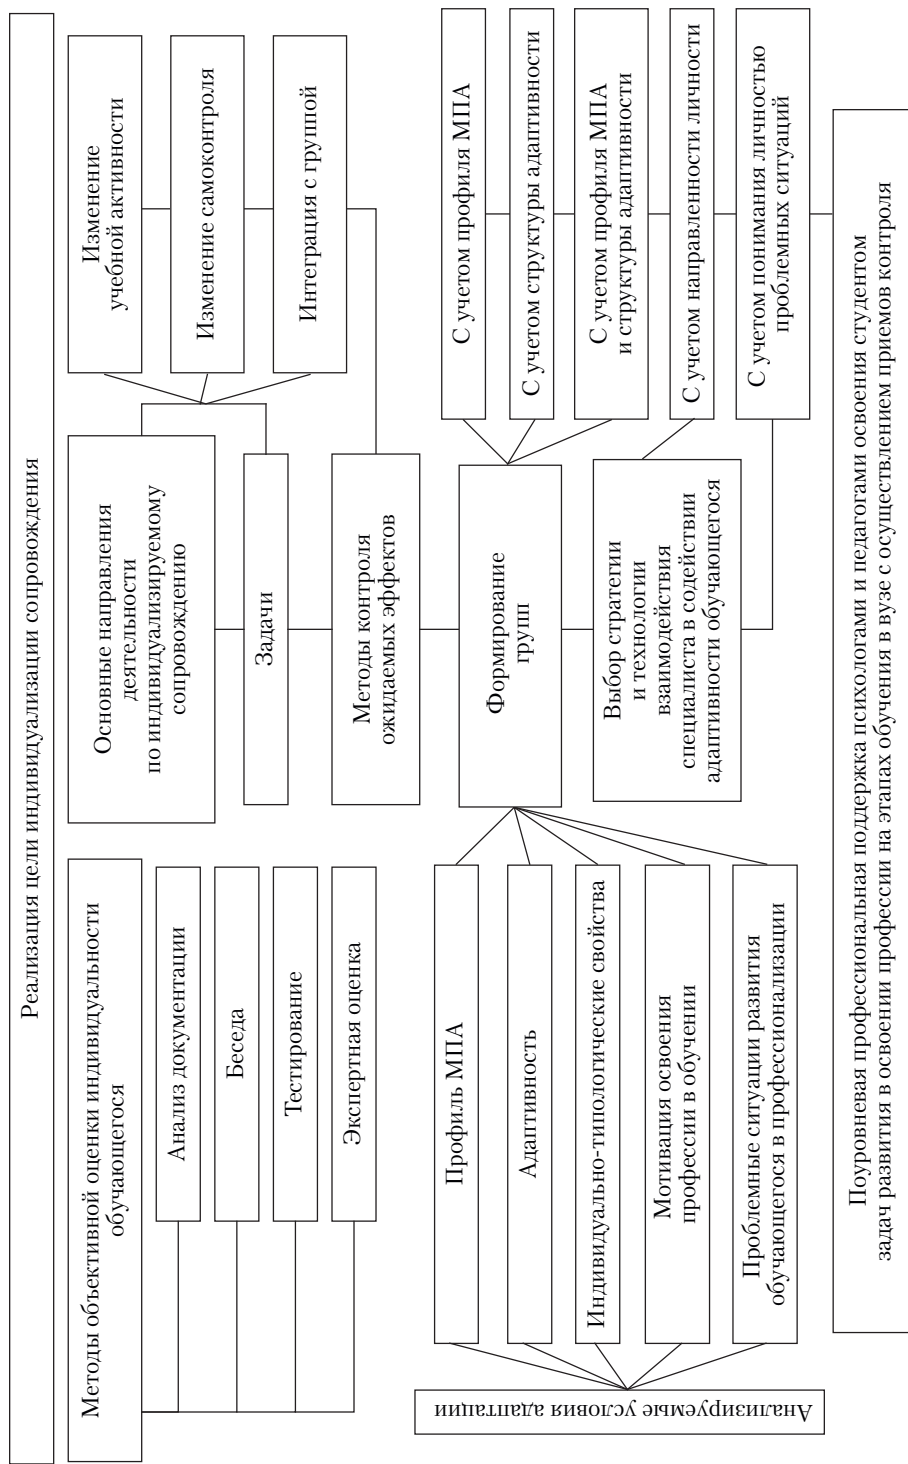 Реализация цели индивидуализации сопровождения
Методы объективной оценки индивидуальности
обучающегося
Анализ документации
Беседа
Тестирование
Экспертная оценка
Основные направления
деятельности
по индивидуализируемому
сопровождению
Задачи
Методы контроля
ожидаемых эффектов
Изменение
учебной активности
Изменение самоконтроля
Интеграция с группой
Анализируемые условия адаптации
Профиль МПА
Адаптивность
Индивидуально-типологические свойства
Мотивация освоения
профессии в обучении
Проблемные ситуации развития
обучающегося в профессионализации
Формирование
групп
Выбор стратегии
и технологии
взаимодействия
специалиста в содействии
адаптивности обучающегося
С учетом профиля МПА
С учетом структуры адаптивности
С учетом профиля МПА
и структуры адаптивности
С учетом направленности личности
С учетом понимания личностью
проблемных ситуаций
Поуровневая профессиональная поддержка психологами и педагогами освоения студентом
задач развития в освоении профессии на этапах обучения в вузе с осуществлением приемов контроля